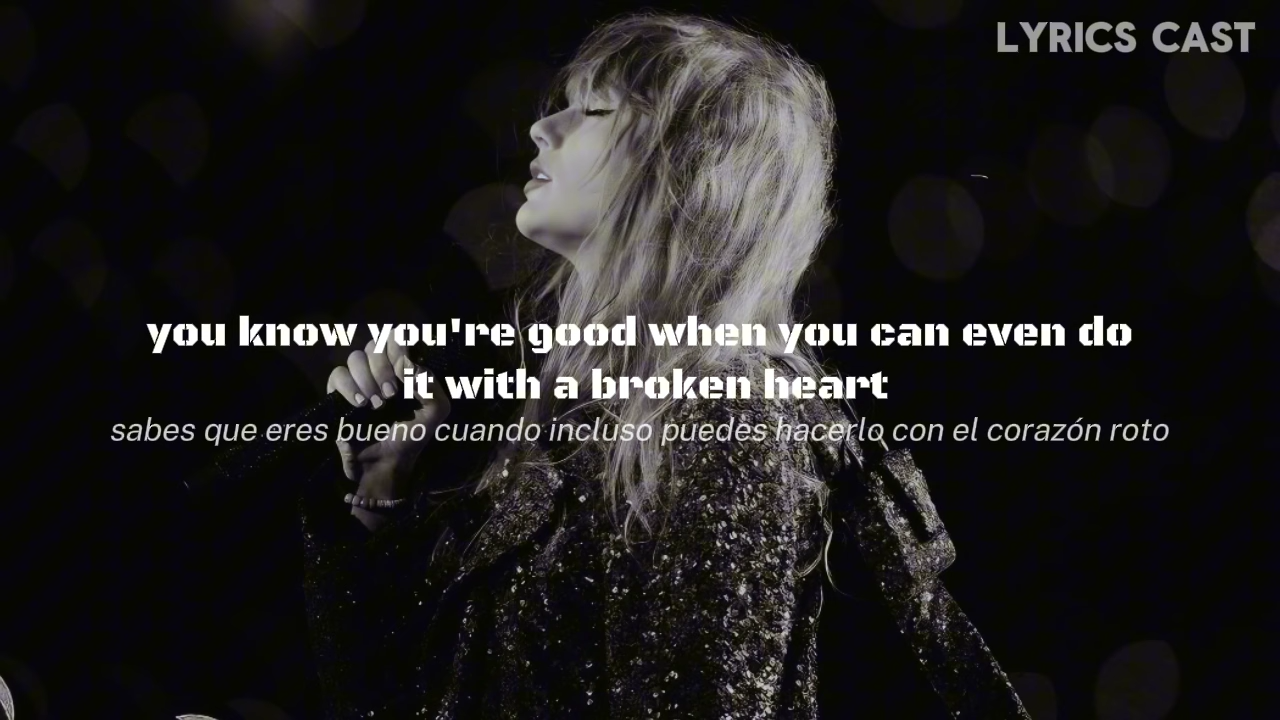 LYRICS CAST
you know you're good when you can even do
it with a broken heart
sabes que eres bueno cuando incluso puedes hacerlo con el corazón roto